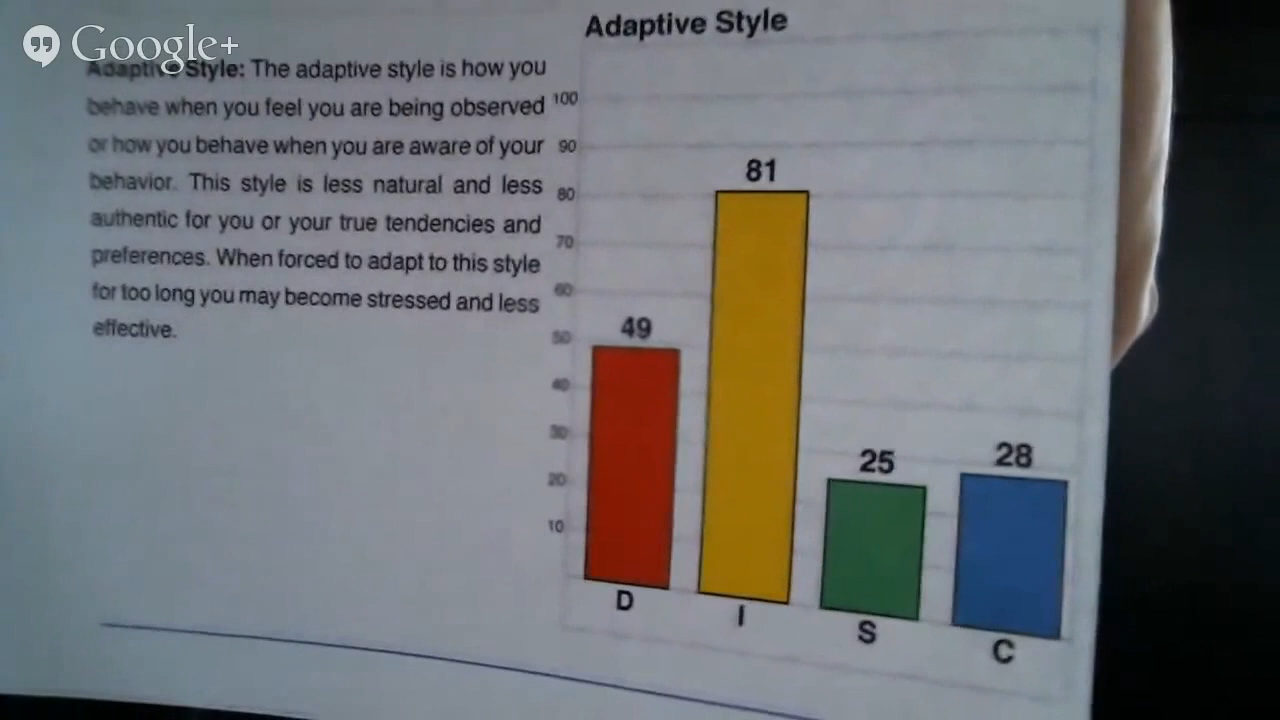 Google+
Adaptive Style
Adaptive Style: The adaptive style is how you
behave when you feel you are being observed
or how you behave when you are aware of your
behavior. This style is less natural and less
authentic for you or your true tendencies and
preferences. When forced to adapt to this style
for too long you may become stressed and less
effective.
100
90
80
70
60
50
40
30
20
10
49
81
25
28
D
I
S
C